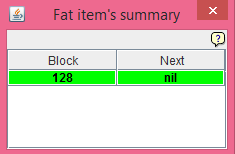 Fat item's summary
Block Next
128 nil